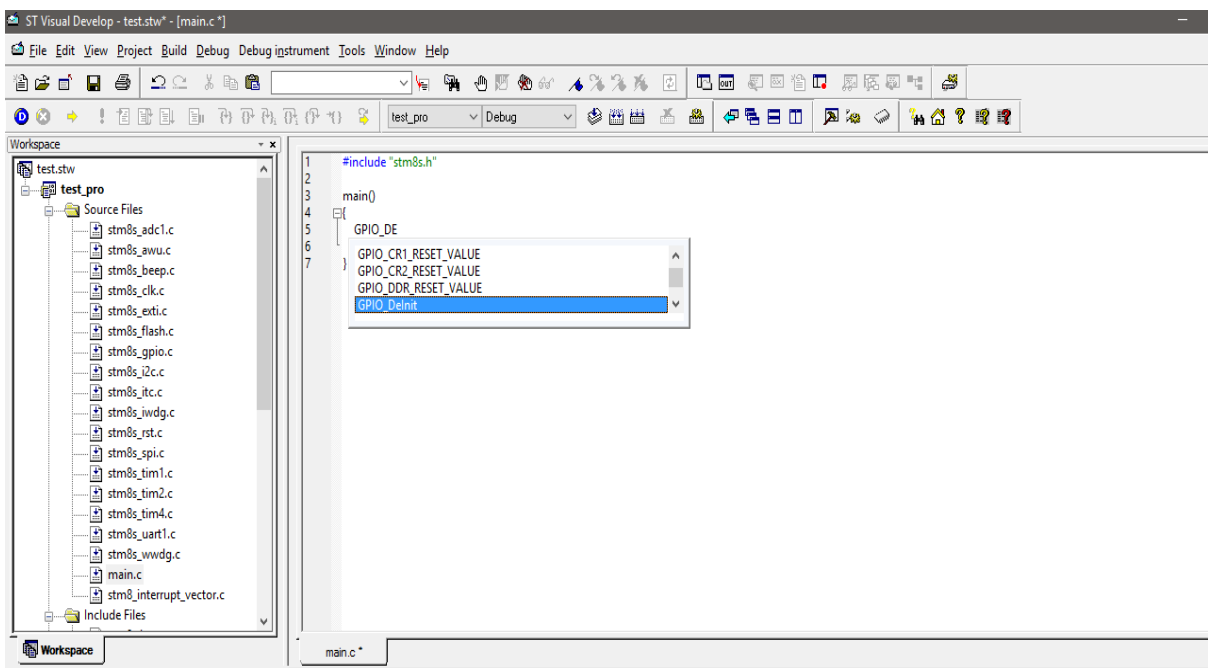 ST Visual Develop - test.stw* - [main.c *]
File Edit View Project Build Debug Debug instrument Tools Window Help
test_pro Debug
Workspace
test.stw
test_pro
Source Files
stm8s_adc1.c
stm8s_awu.c
stm8s_beep.c
stm8s_clk.c
stm8s_exti.c
stm8s_flash.c
stm8s_gpio.c
stm8s_i2c.c
stm8s_itc.c
stm8s_iwdg.c
stm8s_rst.c
stm8s_spi.c
stm8s_tim1.c
stm8s_tim2.c
stm8s_tim4.c
stm8s_uart1.c
stm8s_wwdg.c
main.c
stm8_interrupt_vector.c
Include Files
Workspace
1 #include "stm8s.h"
2
3 main()
4 {
5 GPIO_DE
6
7 }
GPIO_CR1_RESET_VALUE
GPIO_CR2_RESET_VALUE
GPIO_DDR_RESET_VALUE
GPIO_DeInit
main.c *